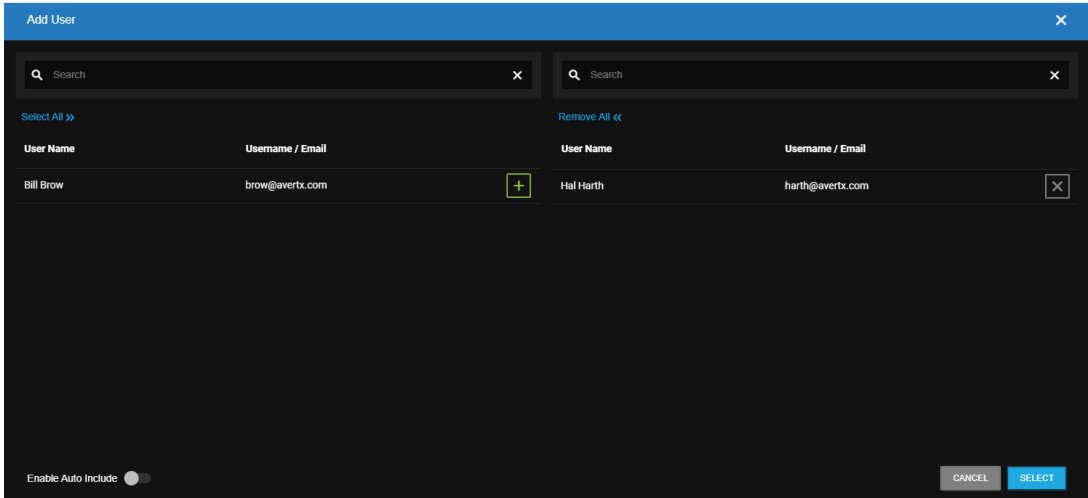 Add User
Search
Search
Select All »
Remove All «
User Name Username / Email
User Name Username / Email
Bill Brow brow@avertx.com
Hal Harth harth@avertx.com
Enable Auto Include
CANCEL SELECT